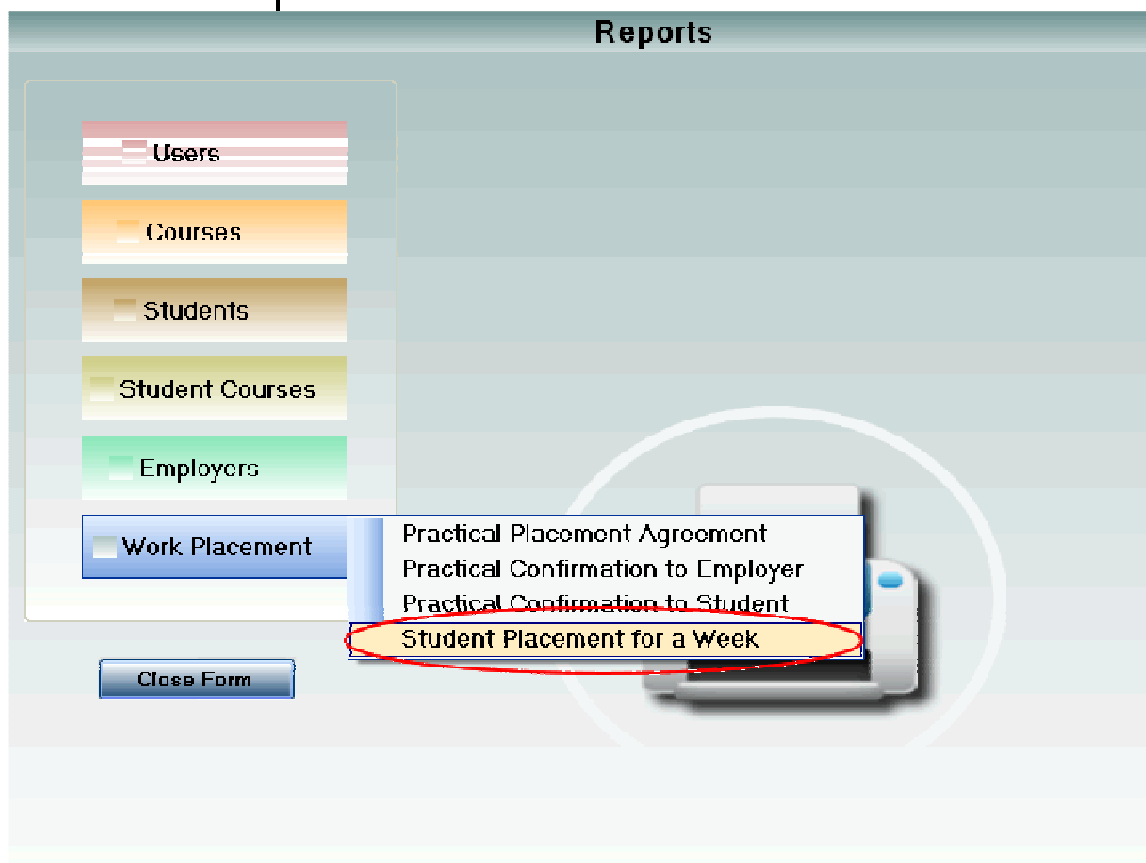 Reports
Users
Courses
Students
Student Courses
Employers
Work Placement
Practical Placement Agreement
Practical Confirmation to Employer
Practical Confirmation to Student
Student Placement for a Week
Close Form